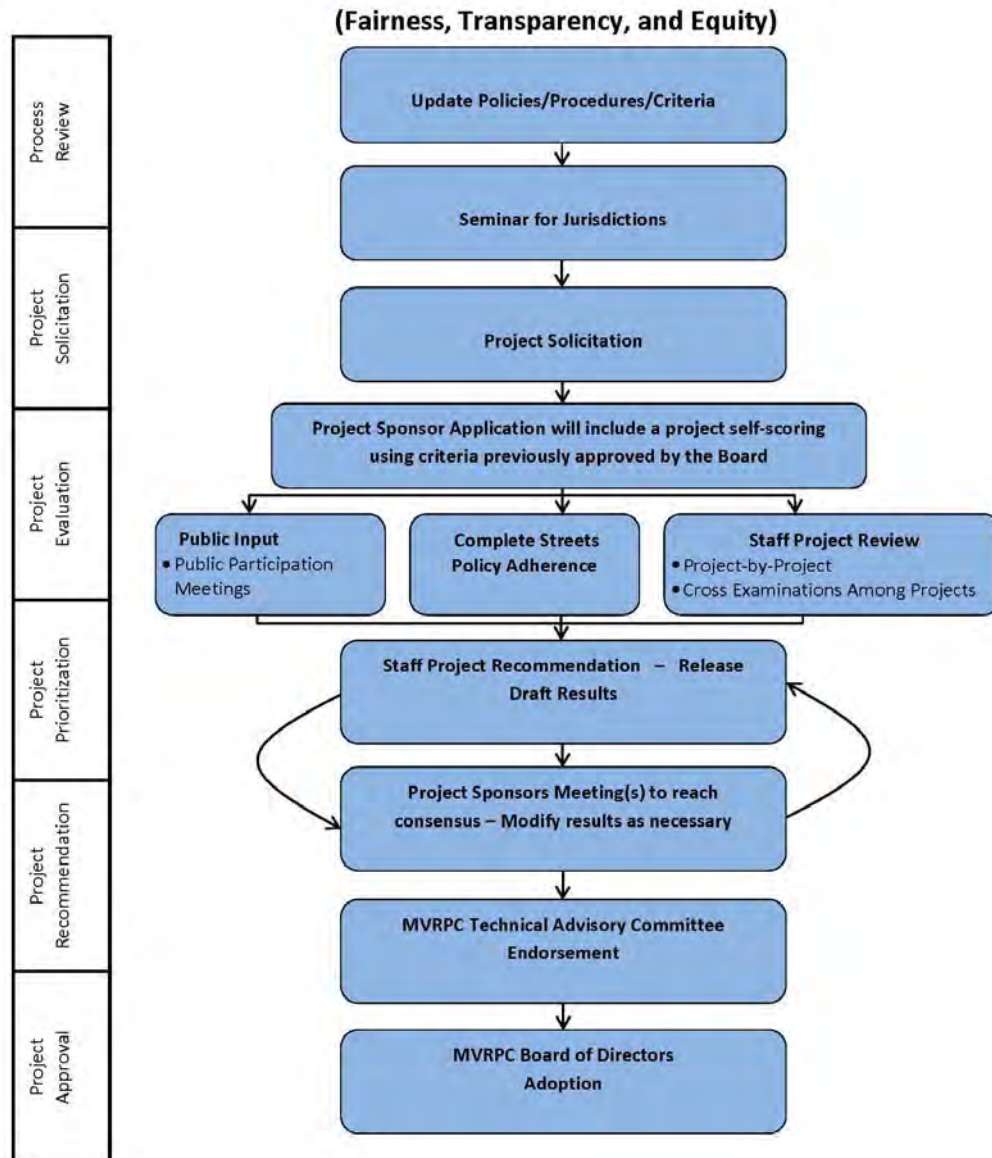 (Fairness, Transparency, and Equity)
Process
Review
Update Policies/Procedures/Criteria
Seminar for Jurisdictions
Project
Solicitation
Project Solicitation
Project
Evaluation
Project Sponsor Application will include a project self-scoring
using criteria previously approved by the Board
Public Input
• Public Participation
Meetings
Complete Streets
Policy Adherence
Staff Project Review
• Project-by-Project
• Cross Examinations Among Projects
Project
Prioritization
Staff Project Recommendation – Release
Draft Results
Project
Recommendation
Project Sponsors Meeting(s) to reach
consensus – Modify results as necessary
MVRPC Technical Advisory Committee
Endorsement
Project
Approval
MVRPC Board of Directors
Adoption